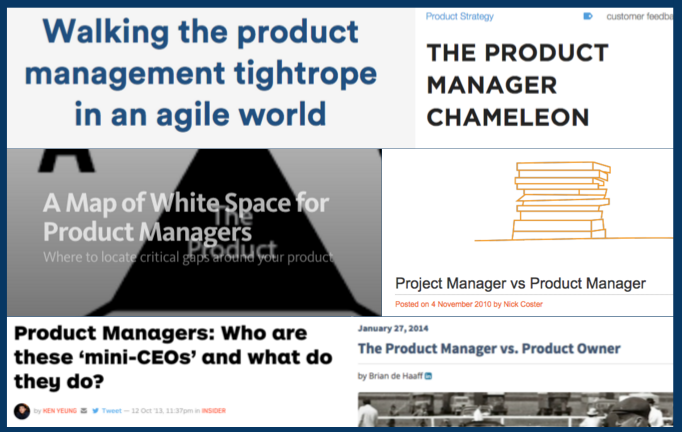 Walking the product
management tightrope
in an agile world
Product Strategy
customer feedba
THE PRODUCT
MANAGER
CHAMELEON
A
A Map of White Space for
Product Managers
Where to locate critical gaps around your product
The
Product
Project Manager vs Product Manager
Posted on 4 November 2010 by Nick Coster
Product Managers: Who are
these ‘mini-CEOs’ and what do
they do?
by KEN YEUNG Tweet — 12 Oct '13, 11:37pm in INSIDER
January 27, 2014
The Product Manager vs. Product Owner
by Brian de Haaff in